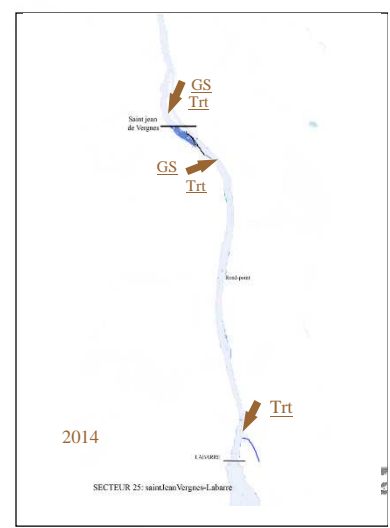 GS
Trt
Saint jean
de Vergnes
GS
Trt
Rond-point
Trt
2014
LABARRE
SECTEUR 25: saintJeanVergnes-Labarre